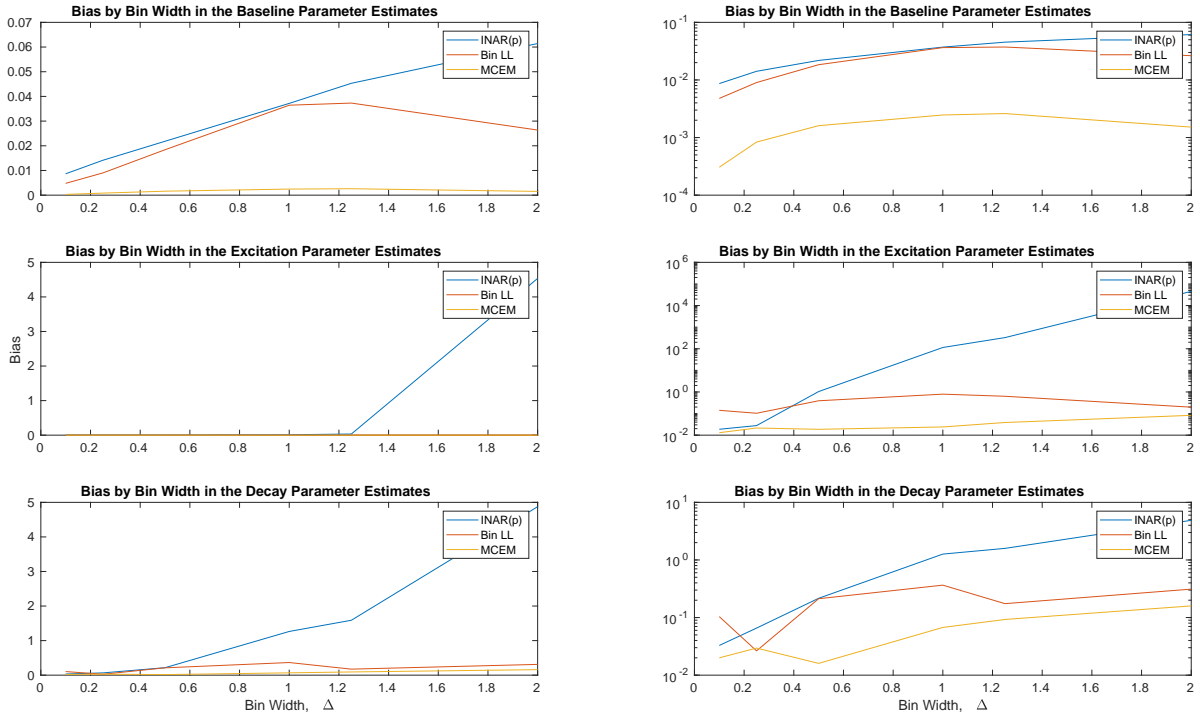 Bias by Bin Width in the Baseline Parameter Estimates
0.07
0.06
0.05
0.04
0.03
0.02
0.01
0
0 0.2 0.4 0.6 0.8 1 1.2 1.4 1.6 1.8 2
INAR(p)
Bin LL
MCEM
Bias by Bin Width in the Baseline Parameter Estimates
10^-1
10^-2
10^-3
10^-4
0 0.2 0.4 0.6 0.8 1 1.2 1.4 1.6 1.8 2
INAR(p)
Bin LL
MCEM
Bias by Bin Width in the Excitation Parameter Estimates
5
4
3
2
1
0
Bias
0 0.2 0.4 0.6 0.8 1 1.2 1.4 1.6 1.8 2
INAR(p)
Bin LL
MCEM
Bias by Bin Width in the Excitation Parameter Estimates
10^6
10^4
10^2
10^0
10^-2
0 0.2 0.4 0.6 0.8 1 1.2 1.4 1.6 1.8 2
INAR(p)
Bin LL
MCEM
Bias by Bin Width in the Decay Parameter Estimates
5
4
3
2
1
0
0 0.2 0.4 0.6 0.8 1 1.2 1.4 1.6 1.8 2
INAR(p)
Bin LL
MCEM
Bin Width, Δ
Bias by Bin Width in the Decay Parameter Estimates
10^1
10^0
10^-1
10^-2
0 0.2 0.4 0.6 0.8 1 1.2 1.4 1.6 1.8 2
INAR(p)
Bin LL
MCEM
Bin Width, Δ